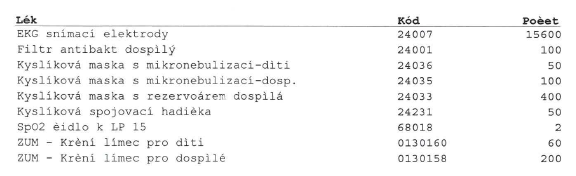 Lék Kód Poèet
EKG snímací elektrody 24007 15600
Filtr antibakt dospìlý 24001 100
Kyslíková maska s mikronebulizací-dìti 24036 50
Kyslíková maska s mikronebulizací-dosp. 24035 100
Kyslíková maska s rezervoárem dospìlá 24033 400
Kyslíková spojovací hadièka 24231 50
SpO2 èidlo k LP 15 68018 2
ZUM - Krèní límec pro dìti 0130160 60
ZUM - Krèní límec pro dospìlé 0130158 200